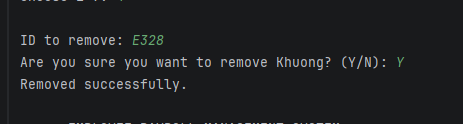 ID to remove: E328
Are you sure you want to remove Khuong? (Y/N): Y
Removed successfully.